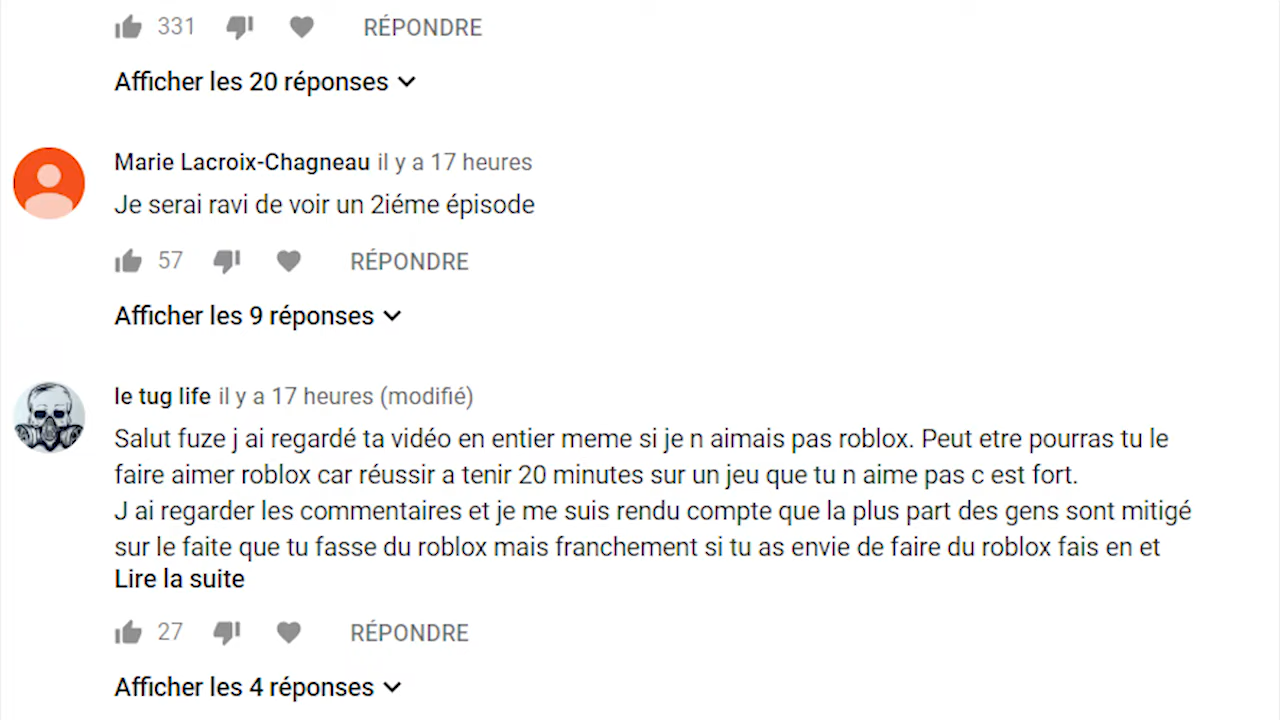 331 RÉPONDRE
Afficher les 20 réponses
Marie Lacroix-Chagneau il y a 17 heures
Je serai ravi de voir un 2iéme épisode
57 RÉPONDRE
Afficher les 9 réponses
le tug life il y a 17 heures (modifié)
Salut fuze j ai regardé ta vidéo en entier meme si je n aimais pas roblox. Peut etre pourras tu le
faire aimer roblox car réussir a tenir 20 minutes sur un jeu que tu n aime pas c est fort.
J ai regarder les commentaires et je me suis rendu compte que la plus part des gens sont mitigé
sur le faite que tu fasse du roblox mais franchement si tu as envie de faire du roblox fais en et
Lire la suite
27 RÉPONDRE
Afficher les 4 réponses